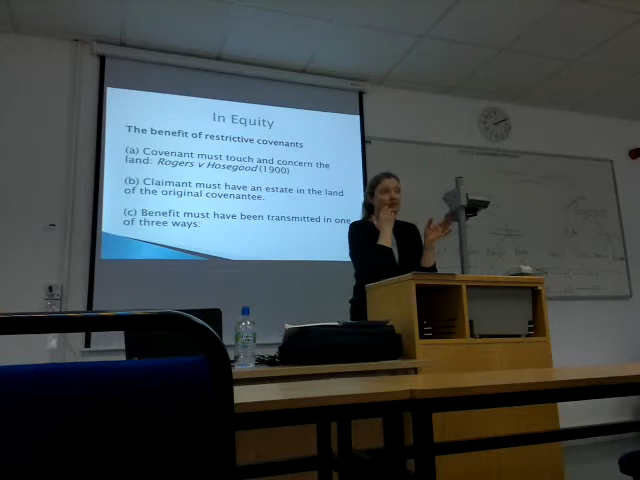 In Equity
The benefit of restrictive covenants
(a) Covenant must touch and concern the
land: Rogers v Hosegood (1900)
(b) Claimant must have an estate in the land
of the original covenantee.
(c) Benefit must have been transmitted in one
of three ways: